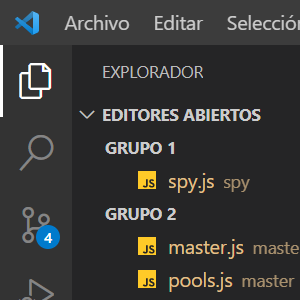 Archivo Editar Selección
EXPLORADOR
EDITORES ABIERTOS
GRUPO 1
JS spy.js spy
GRUPO 2
4
JS master.js maste
JS pools.js master